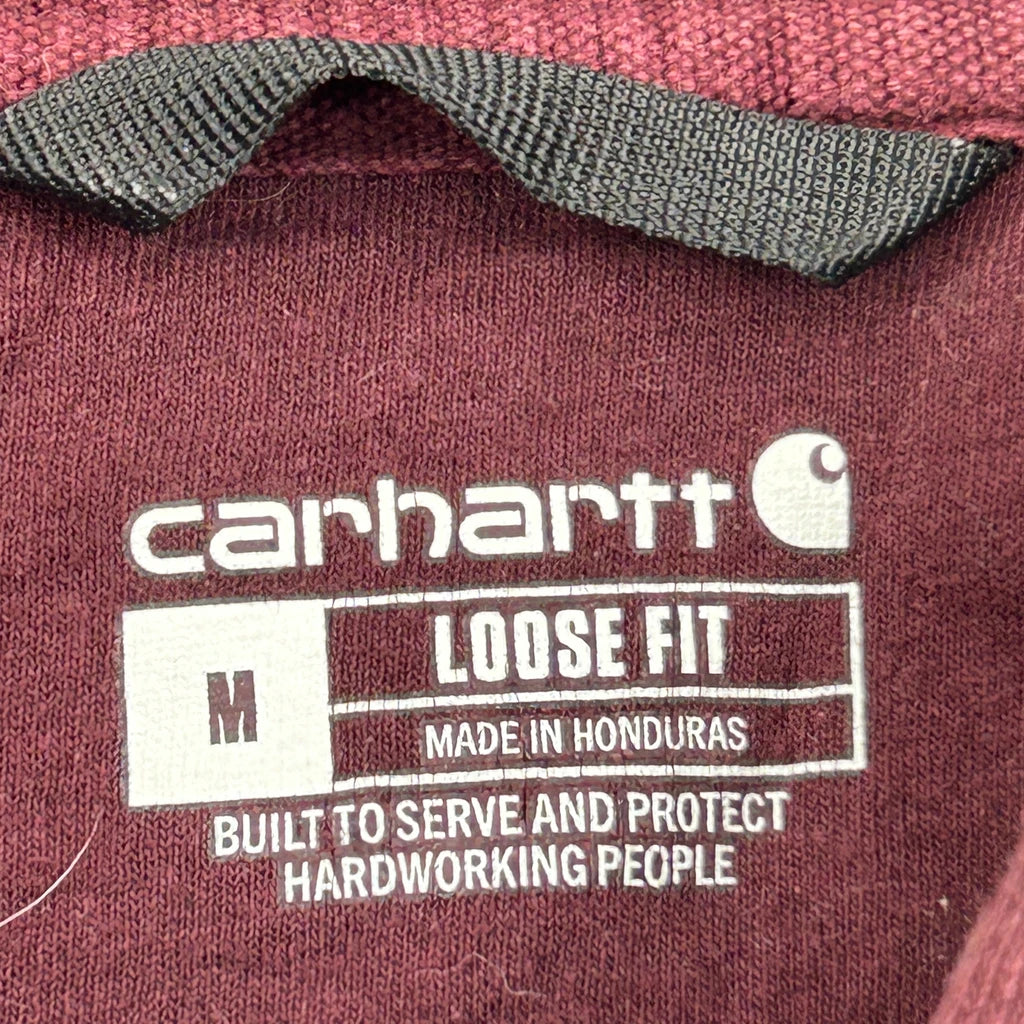 carhartt
M
LOOSE FIT
MADE IN HONDURAS
BUILT TO SERVE AND PROTECT
HARDWORKING PEOPLE